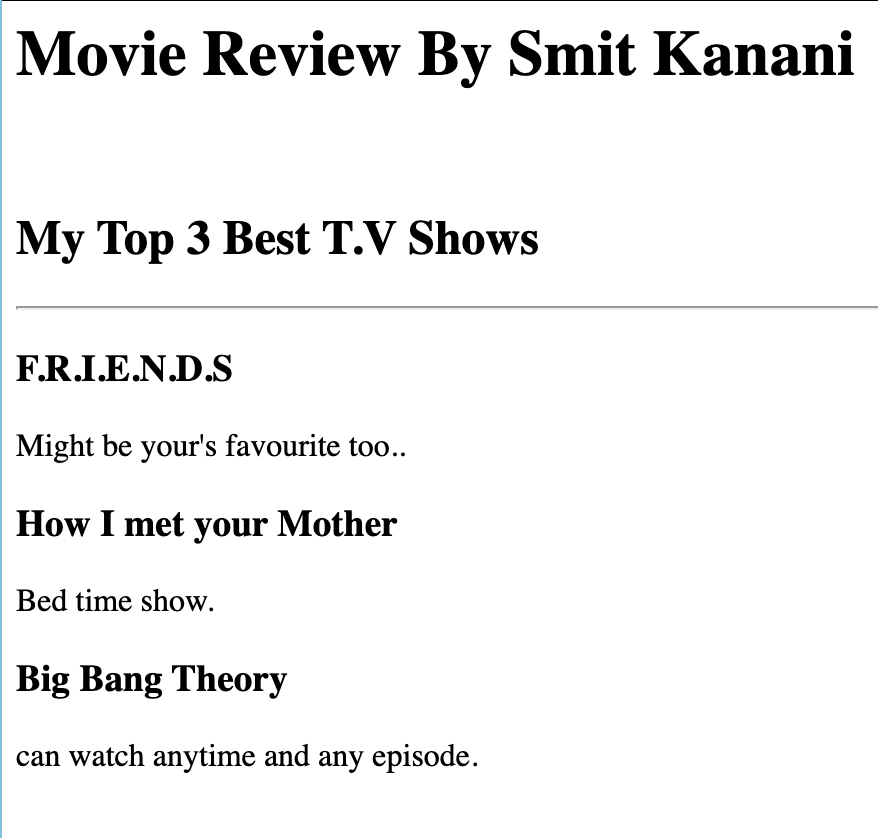 Movie Review By Smit Kanani
My Top 3 Best T.V Shows
F.R.I.E.N.D.S
Might be your's favourite too..
How I met your Mother
Bed time show.
Big Bang Theory
can watch anytime and any episode.